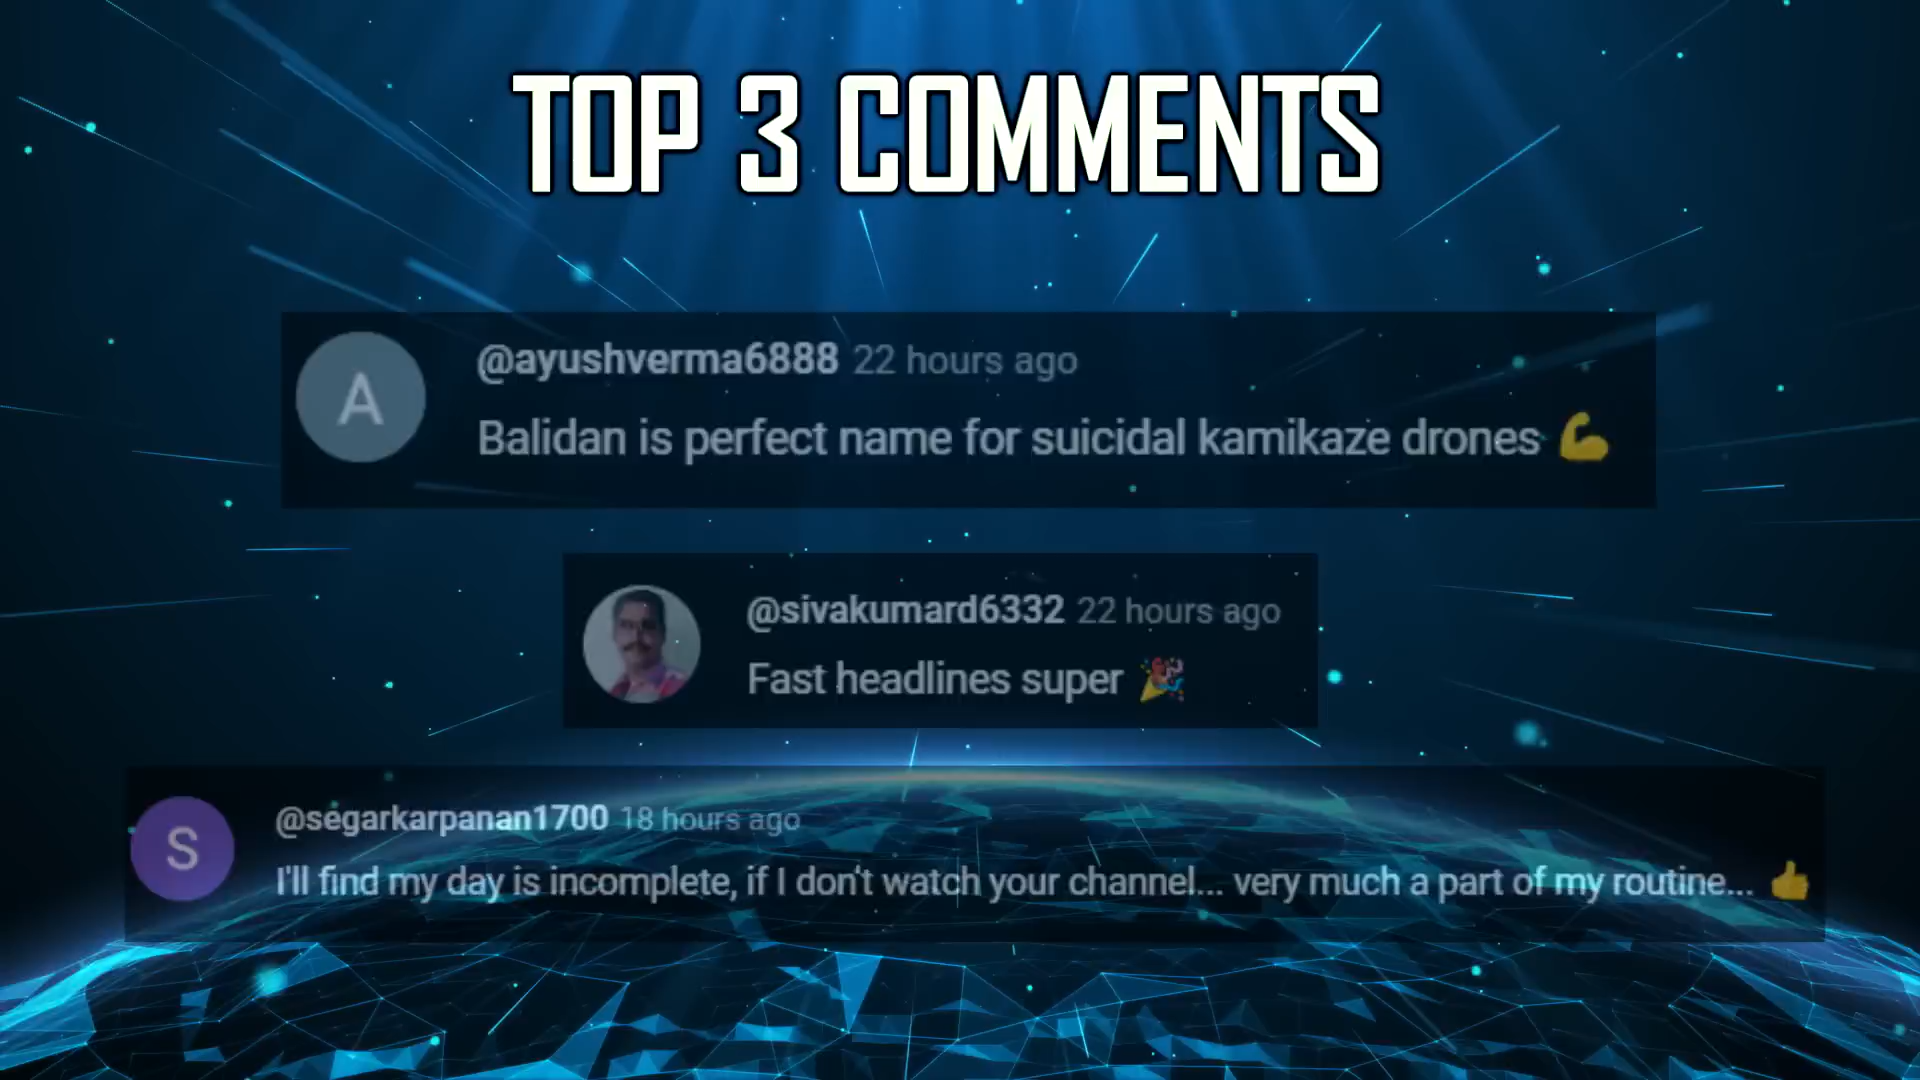 TOP 3 COMMENTS
A
@ayushverma6888 22 hours ago
Balidan is perfect name for suicidal kamikaze drones 💪
@sivakumard6332 22 hours ago
Fast headlines super 🎉
S
@segarkarpanan1700 18 hours ago
I'll find my day is incomplete, if I don't watch your channel... very much a part of my routine... 👍